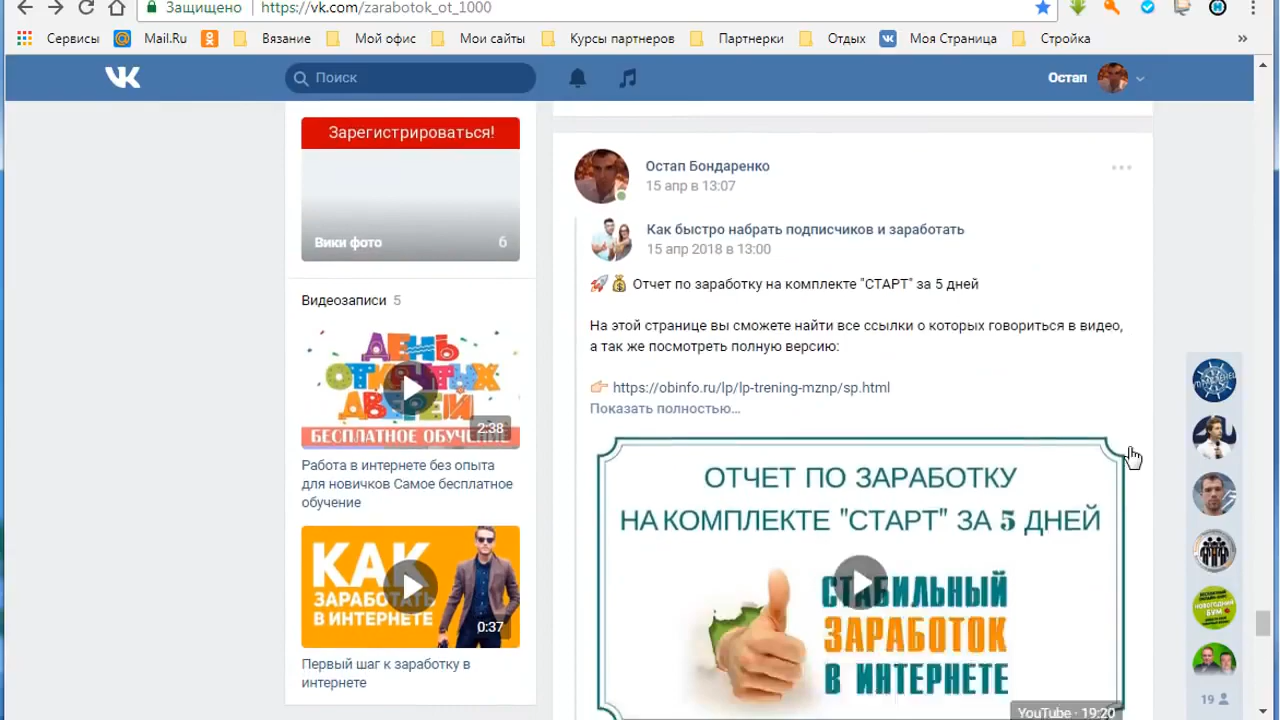 Защищено
https://vk.com/zarabotok_ot_1000
Сервисы
Mail.Ru
Вязание
Мой офис
Мои сайты
Курсы партнеров
Партнерки
Отдых
Моя Страница
Стройка
»
Поиск
Остап
Зарегистрироваться!
Вики фото 6
Видеозаписи 5
ДЕНЬ
ОТКРЫТЫХ
ДВЕРЕЙ
БЕСПЛАТНОЕ ОБУЧЕНИЕ
2:38
Работа в интернете без опыта
для новичков Самое бесплатное
обучение
КАК
ЗАРАБОТАТЬ
В ИНТЕРНЕТЕ
0:37
Первый шаг к заработку в
интернете
Остап Бондаренко
15 апр в 13:07
Как быстро набрать подписчиков и заработать
15 апр 2018 в 13:00
Отчет по заработку на комплекте "СТАРТ" за 5 дней
На этой странице вы сможете найти все ссылки о которых говориться в видео,
а так же посмотреть полную версию:
https://obinfo.ru/lp/lp-trening-mznp/sp.html
Показать полностью…
ОТЧЕТ ПО ЗАРАБОТКУ
НА КОМПЛЕКТЕ "СТАРТ" ЗА 5 ДНЕЙ
СТАБИЛЬНЫЙ
ЗАРАБОТОК
В ИНТЕРНЕТЕ
YouTube · 19:20
НОВОГОДНИЙ
БУМ
19